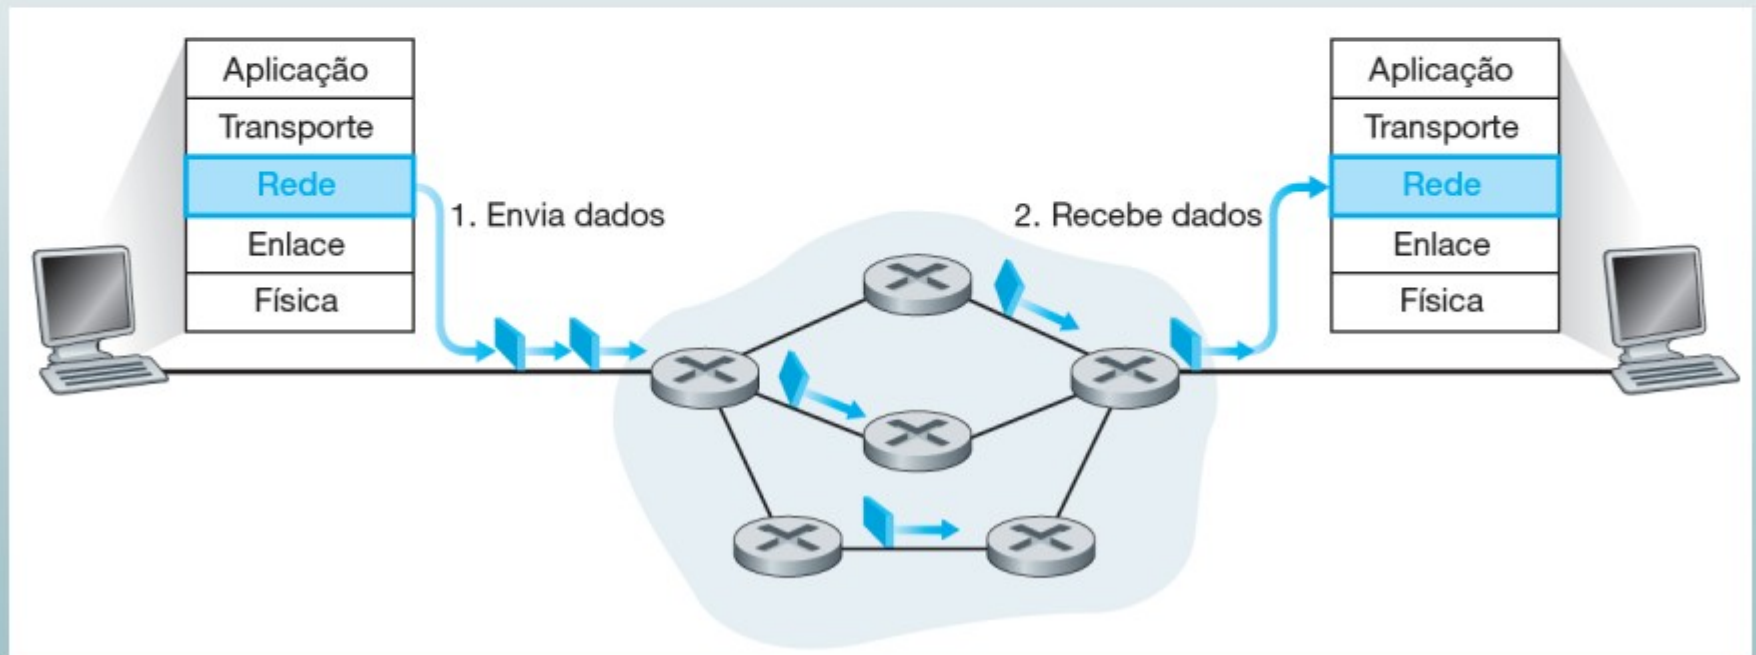 Aplicação
Transporte
Rede
Enlace
Física
1. Envia dados
2. Recebe dados
Aplicação
Transporte
Rede
Enlace
Física